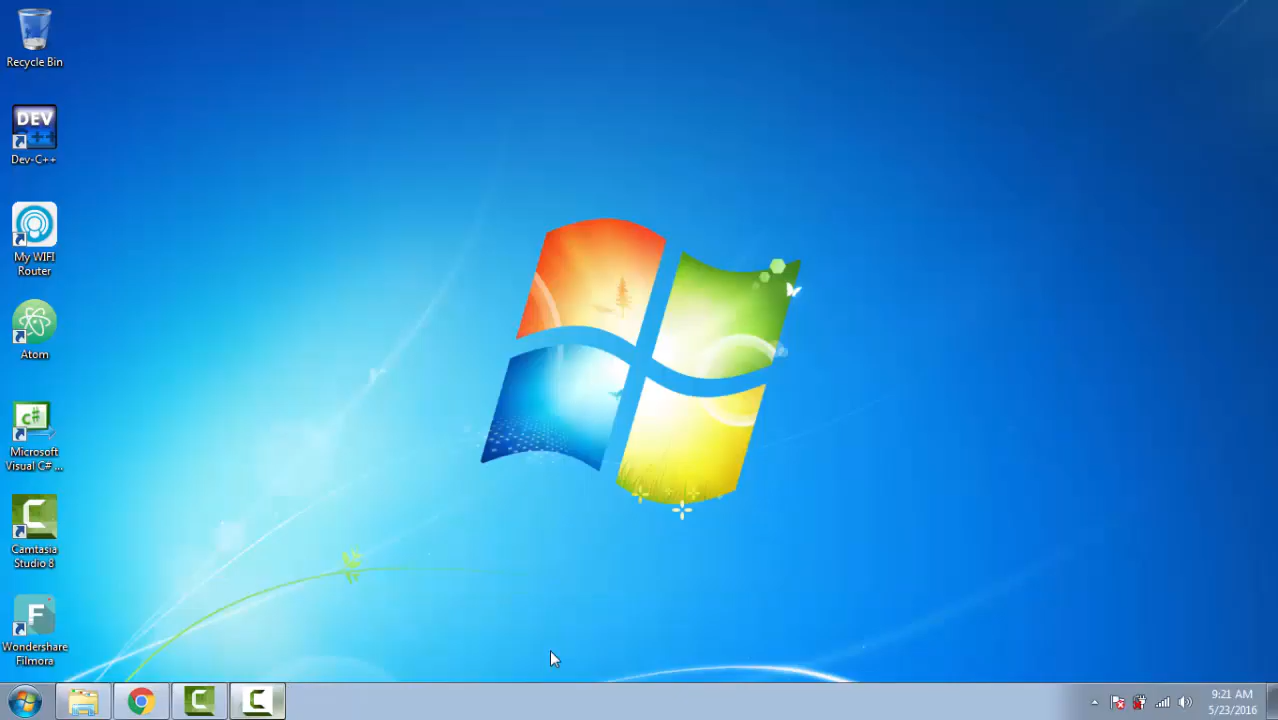 Recycle Bin
DEV
Dev-C++
My WIFI
Router
Atom
C#
Microsoft
Visual C# ...
C
Camtasia
Studio 8
F
Wondershare
Filmora
C
C
9:21 AM
5/23/2016